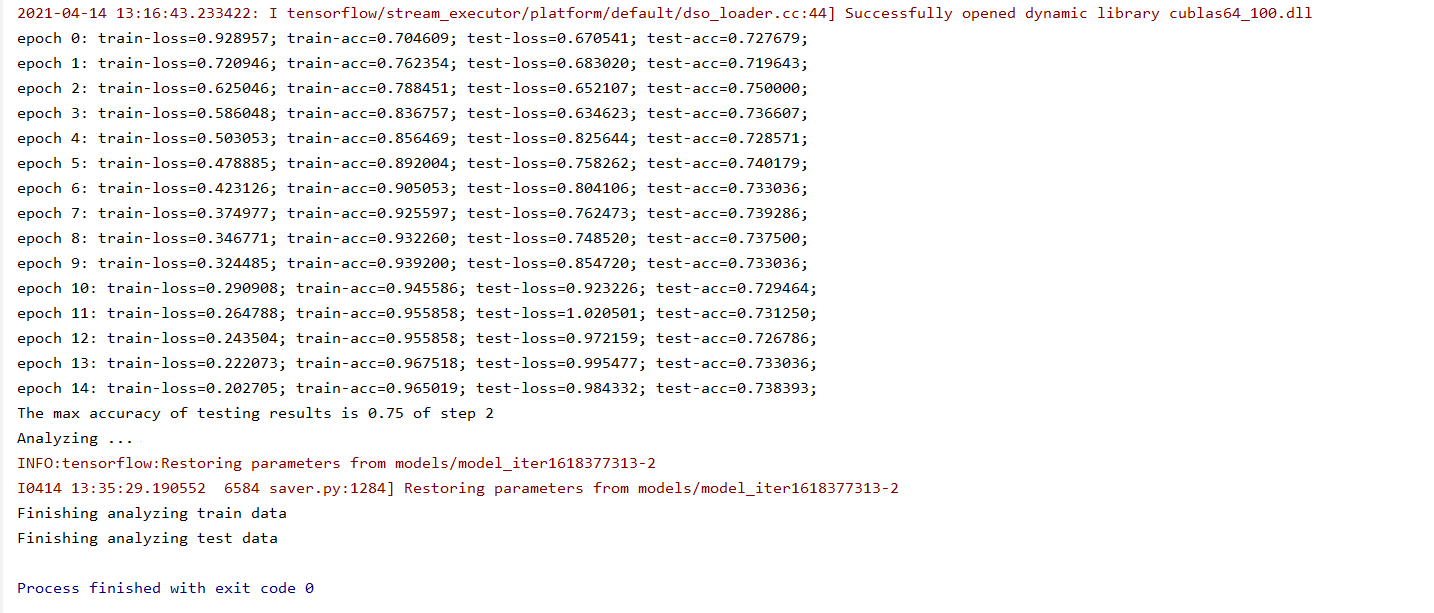 2021-04-14 13:16:43.233422: I tensorflow/stream_executor/platform/default/dso_loader.cc:44] Successfully opened dynamic library cublas64_100.dll
epoch 0: train-loss=0.928957; train-acc=0.704609; test-loss=0.670541; test-acc=0.727679;
epoch 1: train-loss=0.720946; train-acc=0.762354; test-loss=0.683020; test-acc=0.719643;
epoch 2: train-loss=0.625046; train-acc=0.788451; test-loss=0.652107; test-acc=0.750000;
epoch 3: train-loss=0.586048; train-acc=0.836757; test-loss=0.634623; test-acc=0.736607;
epoch 4: train-loss=0.503053; train-acc=0.856469; test-loss=0.825644; test-acc=0.728571;
epoch 5: train-loss=0.478885; train-acc=0.892004; test-loss=0.758262; test-acc=0.740179;
epoch 6: train-loss=0.423126; train-acc=0.905053; test-loss=0.804106; test-acc=0.733036;
epoch 7: train-loss=0.374977; train-acc=0.925597; test-loss=0.762473; test-acc=0.739286;
epoch 8: train-loss=0.346771; train-acc=0.932260; test-loss=0.748520; test-acc=0.737500;
epoch 9: train-loss=0.324485; train-acc=0.939200; test-loss=0.854720; test-acc=0.733036;
epoch 10: train-loss=0.290908; train-acc=0.945586; test-loss=0.923226; test-acc=0.729464;
epoch 11: train-loss=0.264788; train-acc=0.955858; test-loss=1.020501; test-acc=0.731250;
epoch 12: train-loss=0.243504; train-acc=0.955858; test-loss=0.972159; test-acc=0.726786;
epoch 13: train-loss=0.222073; train-acc=0.967518; test-loss=0.995477; test-acc=0.733036;
epoch 14: train-loss=0.202705; train-acc=0.965019; test-loss=0.984332; test-acc=0.738393;
The max accuracy of testing results is 0.75 of step 2
Analyzing ...
INFO:tensorflow:Restoring parameters from models/model_iter1618377313-2
I0414 13:35:29.190552  6584 saver.py:1284] Restoring parameters from models/model_iter1618377313-2
Finishing analyzing train data
Finishing analyzing test data
Process finished with exit code 0